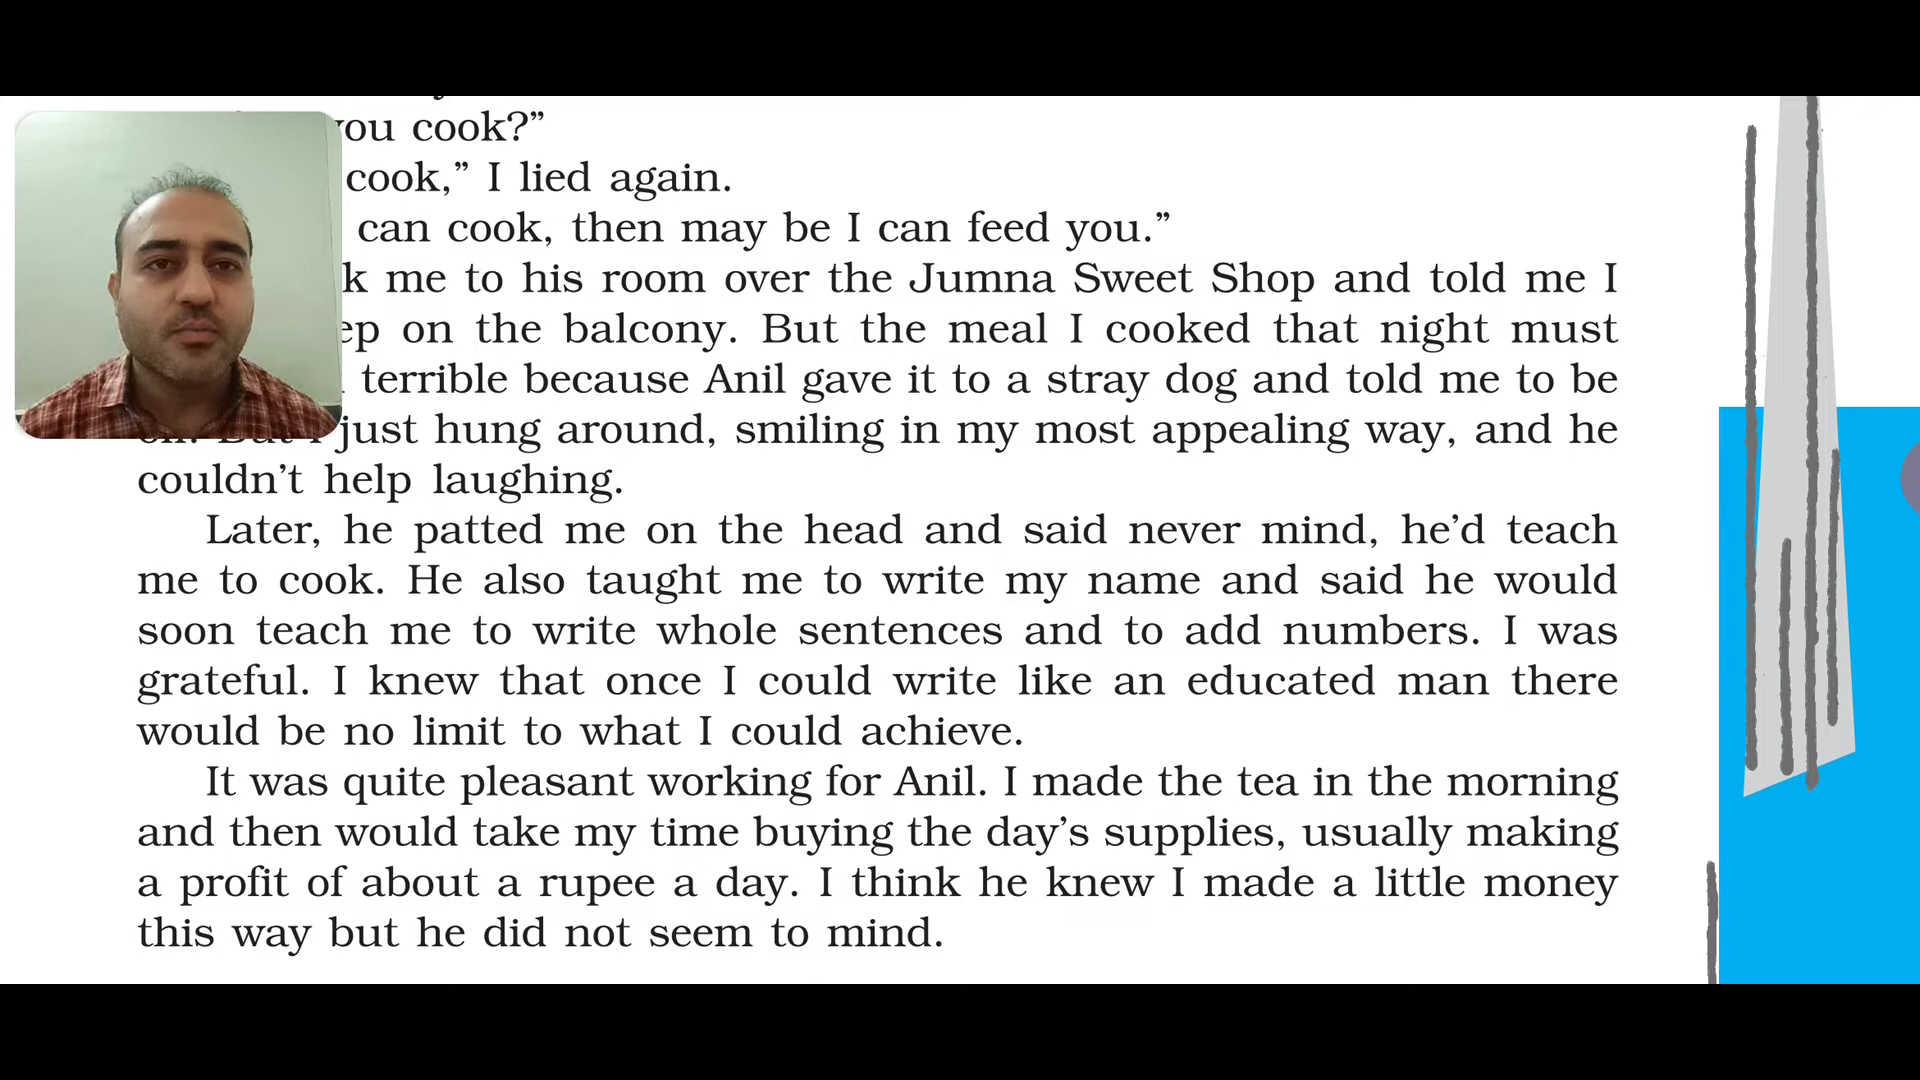 you cook?”
cook,” I lied again.
can cook, then may be I can feed you.”
me to his room over the Jumna Sweet Shop and told me I
on the balcony. But the meal I cooked that night must
terrible because Anil gave it to a stray dog and told me to be
But I just hung around, smiling in my most appealing way, and he
couldn’t help laughing.
Later, he patted me on the head and said never mind, he’d teach
me to cook. He also taught me to write my name and said he would
soon teach me to write whole sentences and to add numbers. I was
grateful. I knew that once I could write like an educated man there
would be no limit to what I could achieve.
It was quite pleasant working for Anil. I made the tea in the morning
and then would take my time buying the day’s supplies, usually making
a profit of about a rupee a day. I think he knew I made a little money
this way but he did not seem to mind.